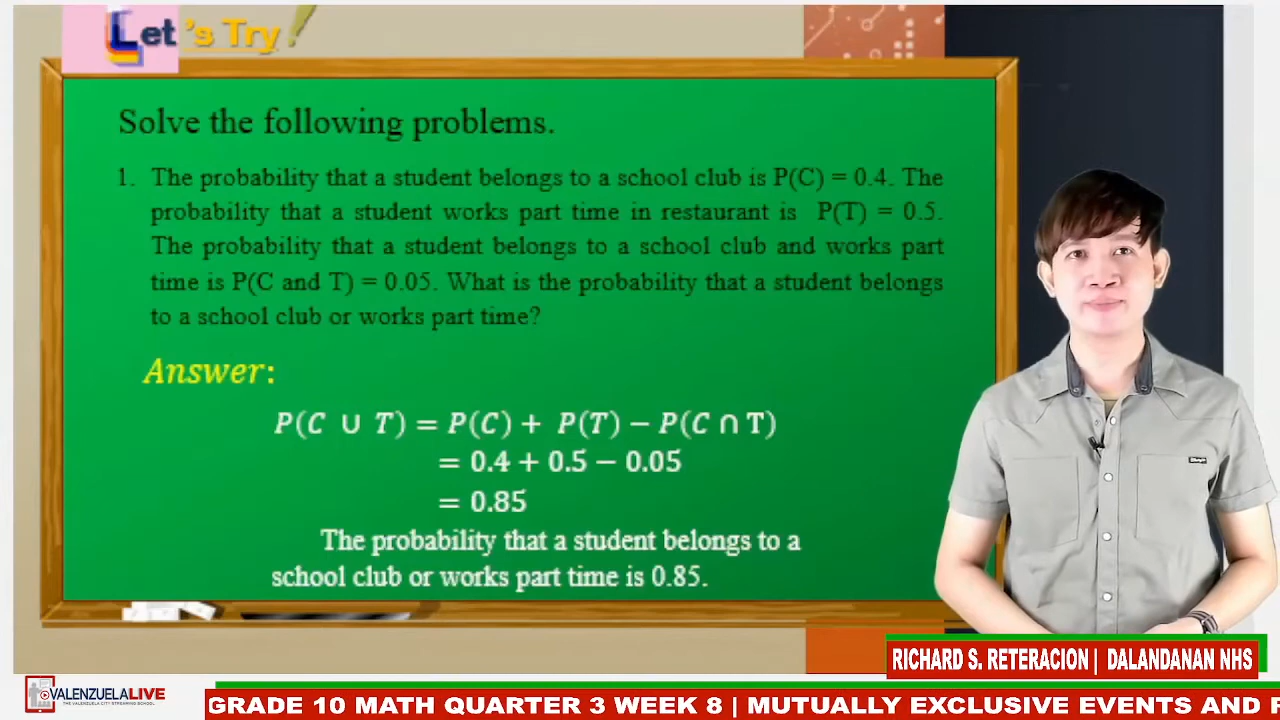 Let's Try!
Solve the following problems.
1. The probability that a student belongs to a school club is P(C) = 0.4. The
probability that a student works part time in restaurant is P(T) = 0.5.
The probability that a student belongs to a school club and works part
time is P(C and T) = 0.05. What is the probability that a student belongs
to a school club or works part time?
Answer:
P(C ∪ T) = P(C) + P(T) − P(C ∩ T)
= 0.4 + 0.5 − 0.05
= 0.85
The probability that a student belongs to a
school club or works part time is 0.85.
RICHARD S. RETERACION | DALANDANAN NHS
VALENZUELALIVE
THE VALENZUELA CITY STREAMING SCHOOL
GRADE 10 MATH QUARTER 3 WEEK 8 | MUTUALLY EXCLUSIVE EVENTS AND